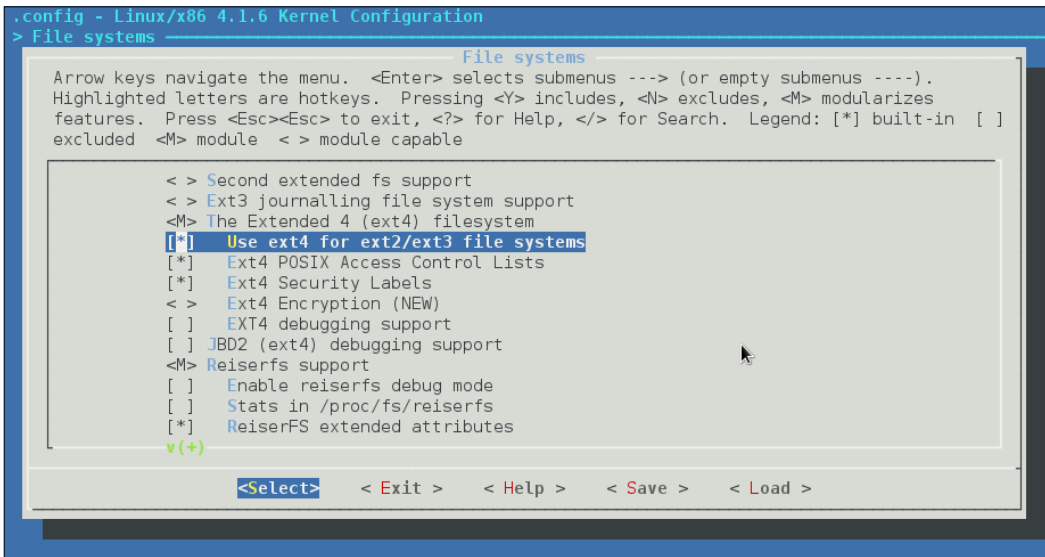 .config - Linux/x86 4.1.6 Kernel Configuration
> File systems
File systems
Arrow keys navigate the menu.  <Enter> selects submenus ---> (or empty submenus ----).
Highlighted letters are hotkeys.  Pressing <Y> includes, <N> excludes, <M> modularizes
features.  Press <Esc><Esc> to exit, <?> for Help, </> for Search.  Legend: [*] built-in  [ ]
excluded  <M> module  < > module capable
< > Second extended fs support
< > Ext3 journalling file system support
<M> The Extended 4 (ext4) filesystem
[*]   Use ext4 for ext2/ext3 file systems
[*]   Ext4 POSIX Access Control Lists
[*]   Ext4 Security Labels
< >   Ext4 Encryption (NEW)
[ ]   EXT4 debugging support
[ ] JBD2 (ext4) debugging support
<M> Reiserfs support
[ ]   Enable reiserfs debug mode
[ ]   Stats in /proc/fs/reiserfs
[*]   ReiserFS extended attributes
v(+)
<Select>    < Exit >    < Help >    < Save >    < Load >